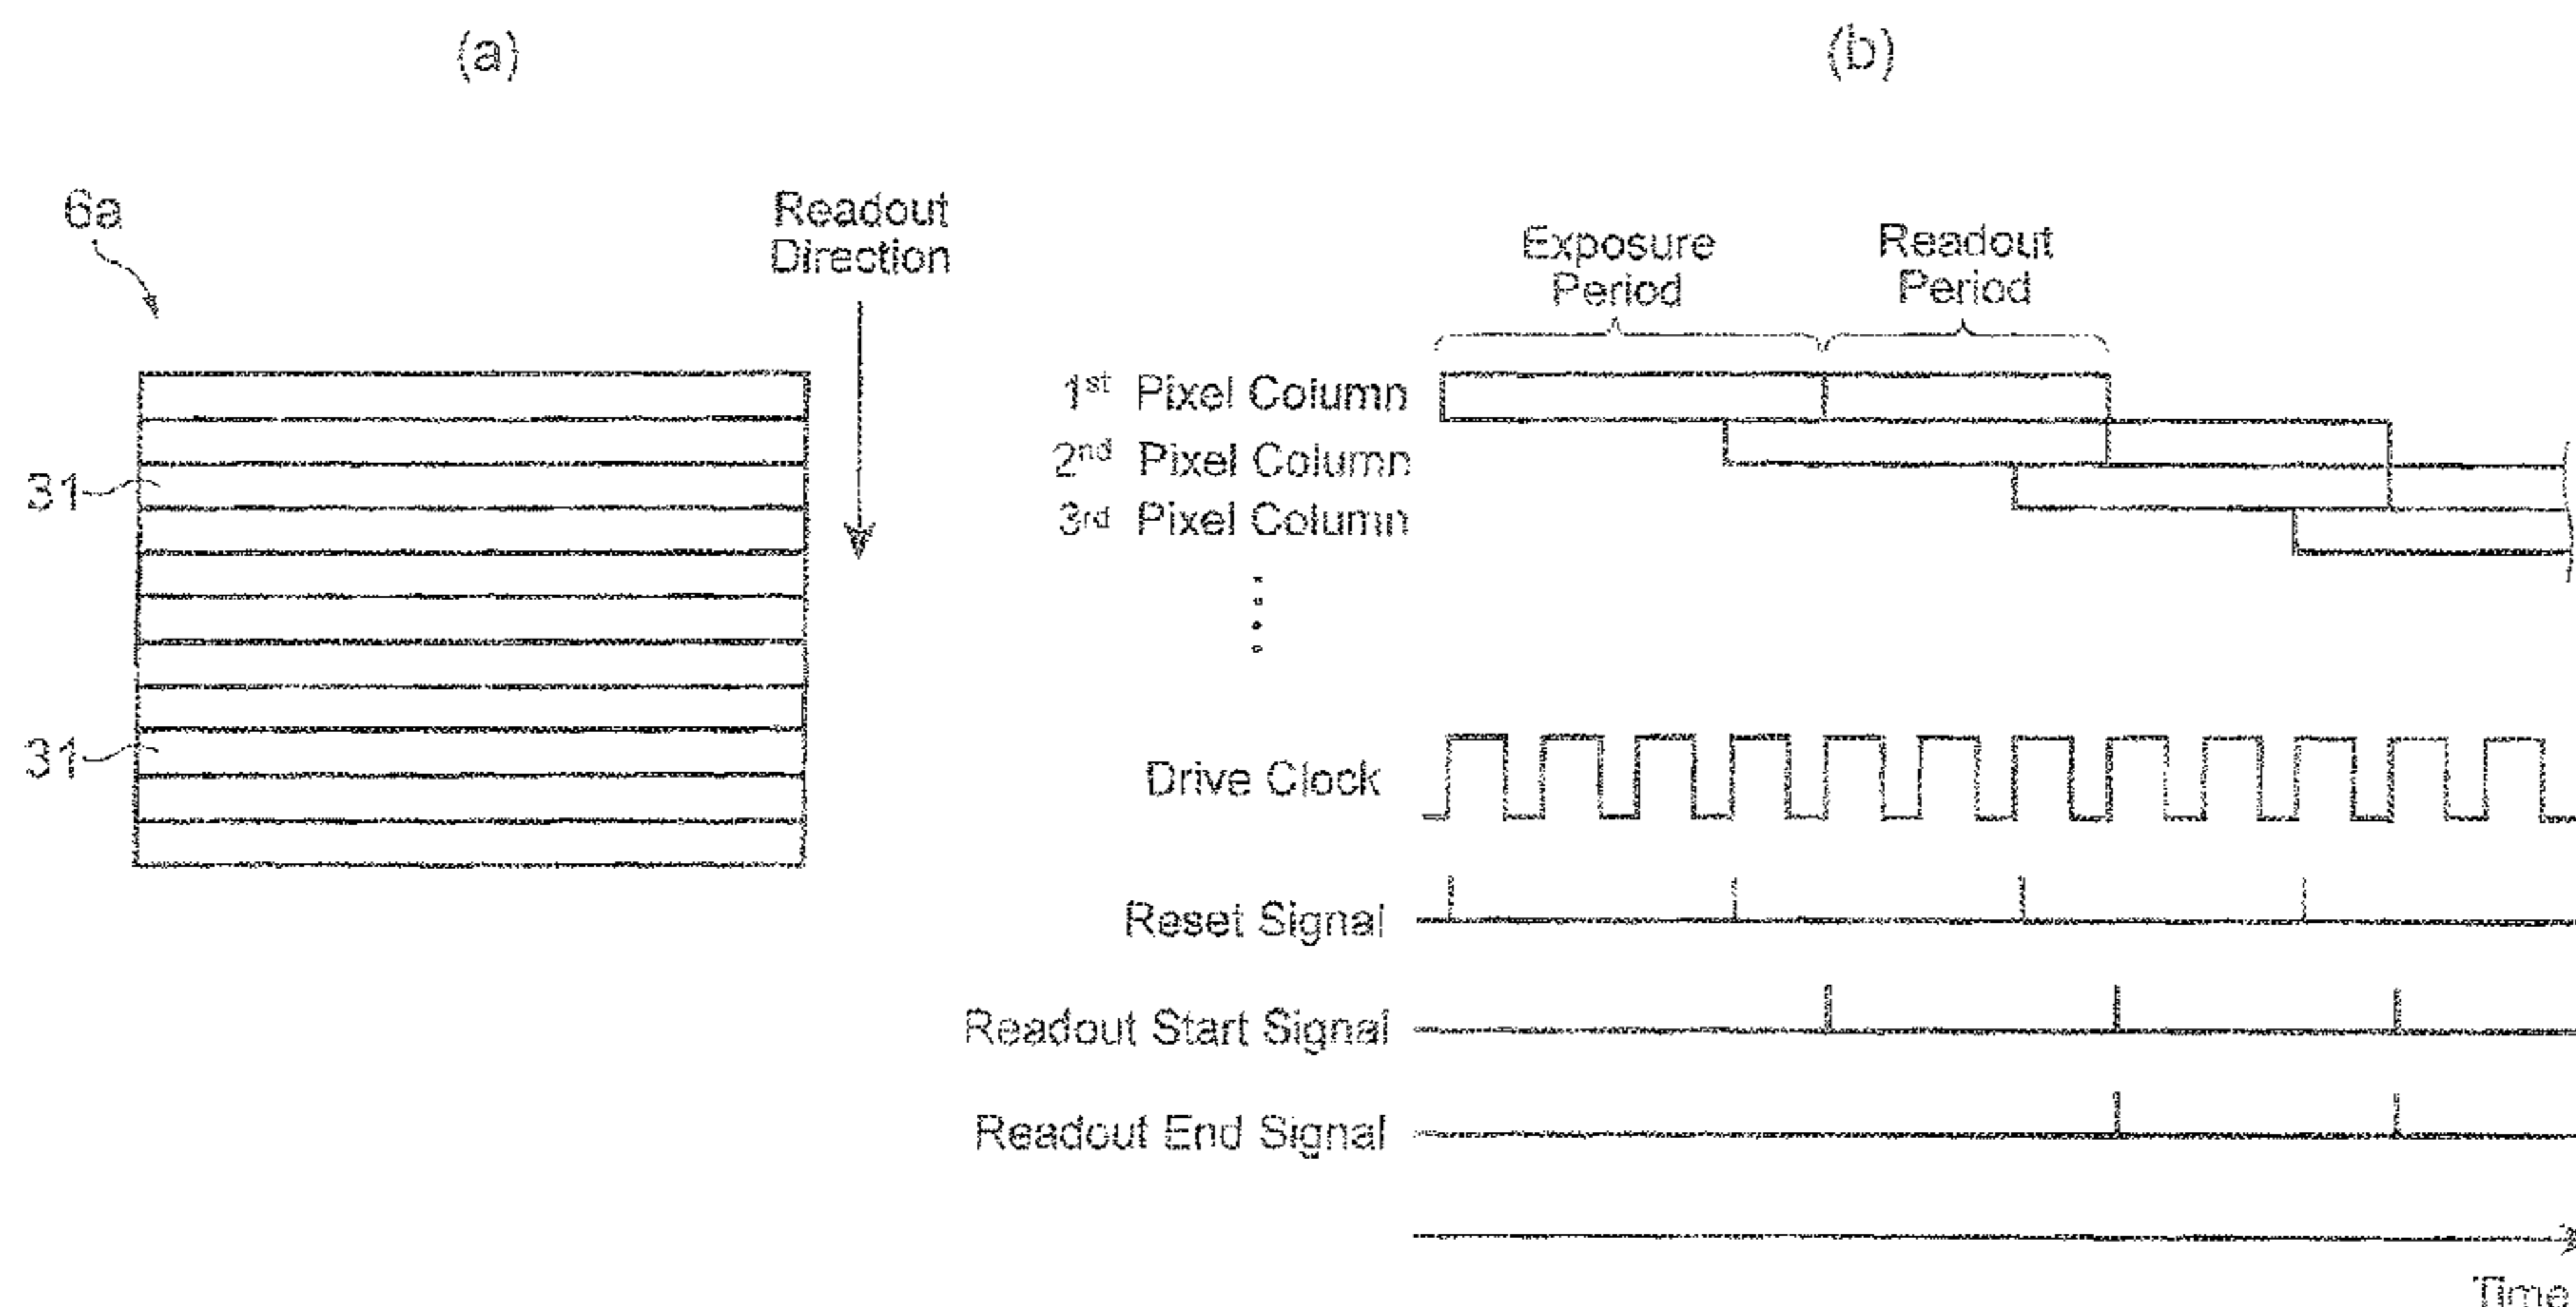 (a)
6a
Readout
Direction
31
31
(b)
Exposure
Period
Readout
Period
1st Pixel Column
2nd Pixel Column
3rd Pixel Column
Drive Clock
Reset Signal
Readout Start Signal
Readout End Signal
Time